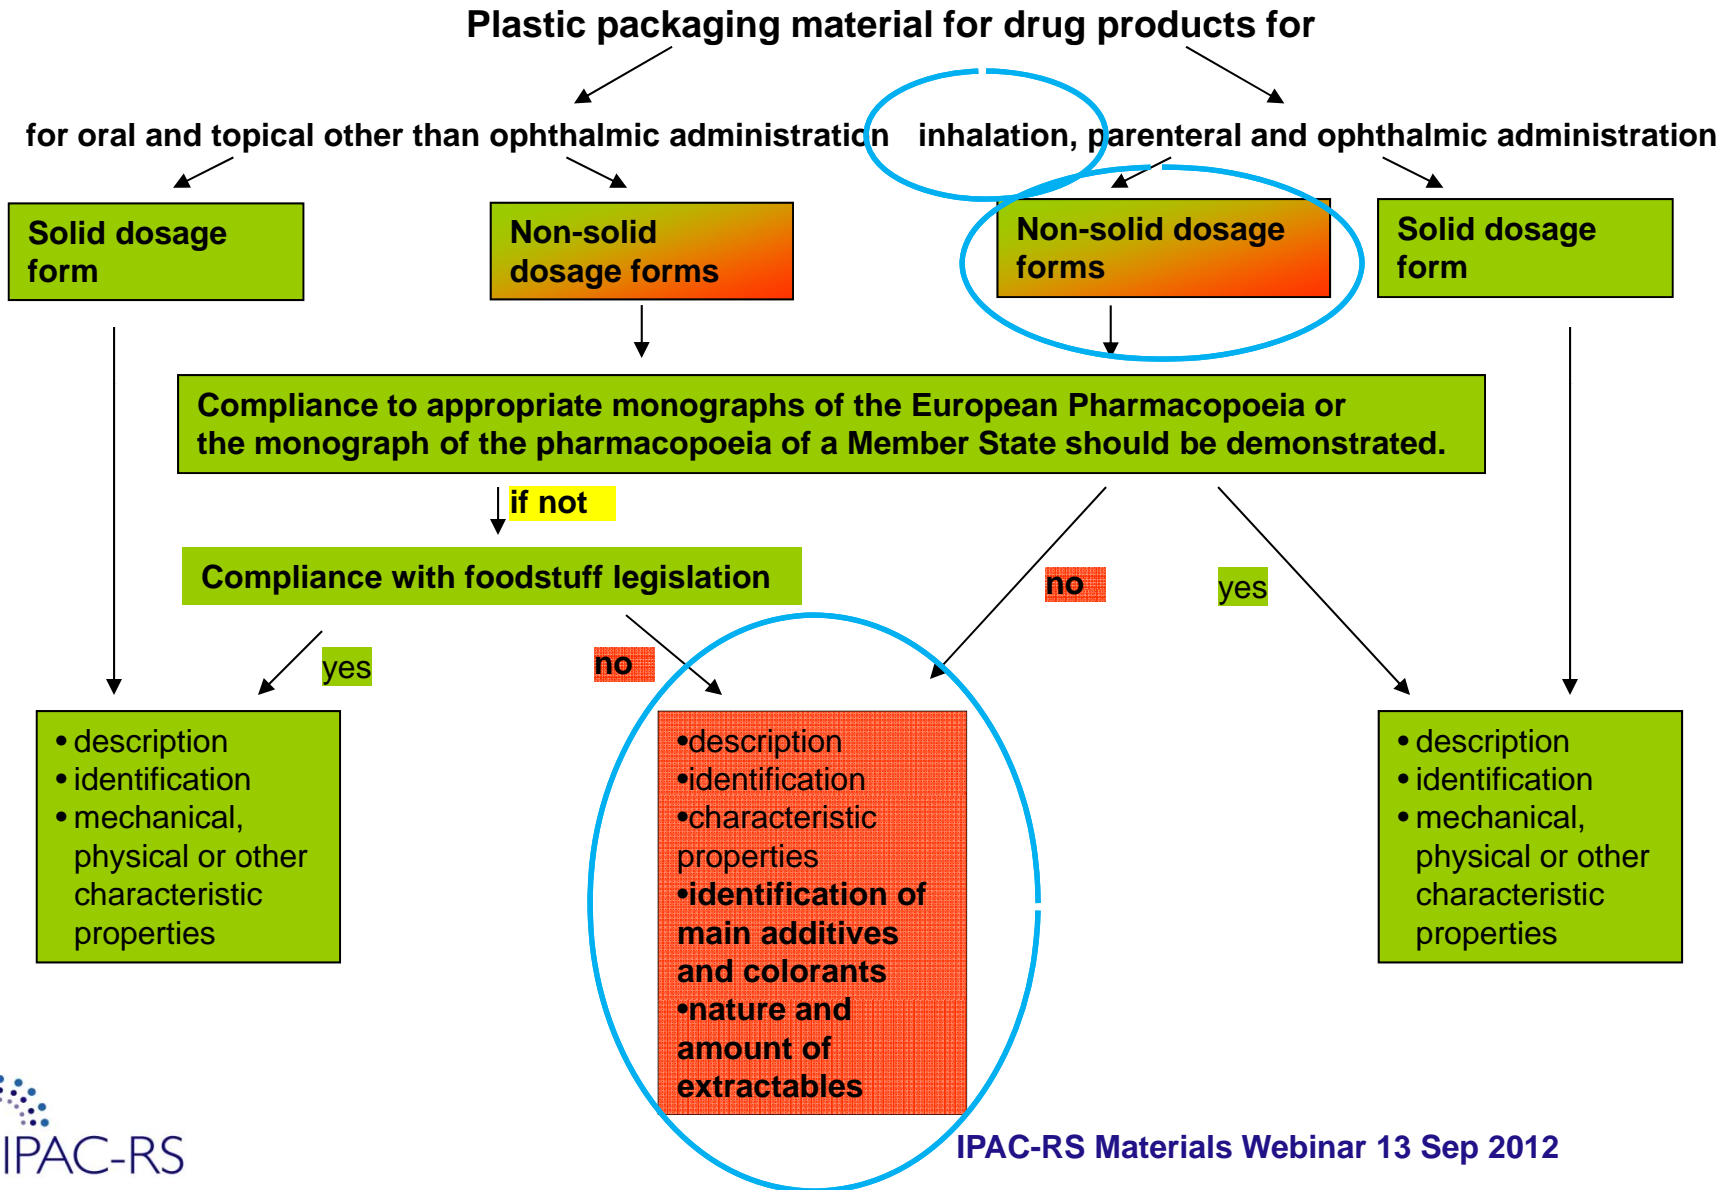 Plastic packaging material for drug products for
for oral and topical other than ophthalmic administration
inhalation, parenteral and ophthalmic administration
Solid dosage
form
Non-solid
dosage forms
Non-solid dosage
forms
Solid dosage
form
Compliance to appropriate monographs of the European Pharmacopoeia or
the monograph of the pharmacopoeia of a Member State should be demonstrated.
if not
Compliance with foodstuff legislation
no
yes
yes
no
• description
• identification
• mechanical,
physical or other
characteristic
properties
•description
•identification
•characteristic
properties
•identification of
main additives
and colorants
•nature and
amount of
extractables
• description
• identification
• mechanical,
physical or other
characteristic
properties
IPAC-RS
IPAC-RS Materials Webinar 13 Sep 2012